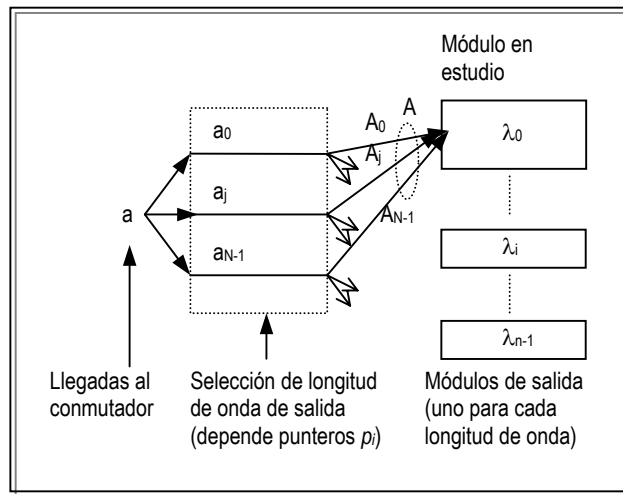 Módulo en
estudio
a0
A0
A
λ0
Aj
aj
a
AN-1
aN-1
λi
λn-1
Llegadas al
conmutador
Selección de longitud
de onda de salida
(depende punteros pi)
Módulos de salida
(uno para cada
longitud de onda)